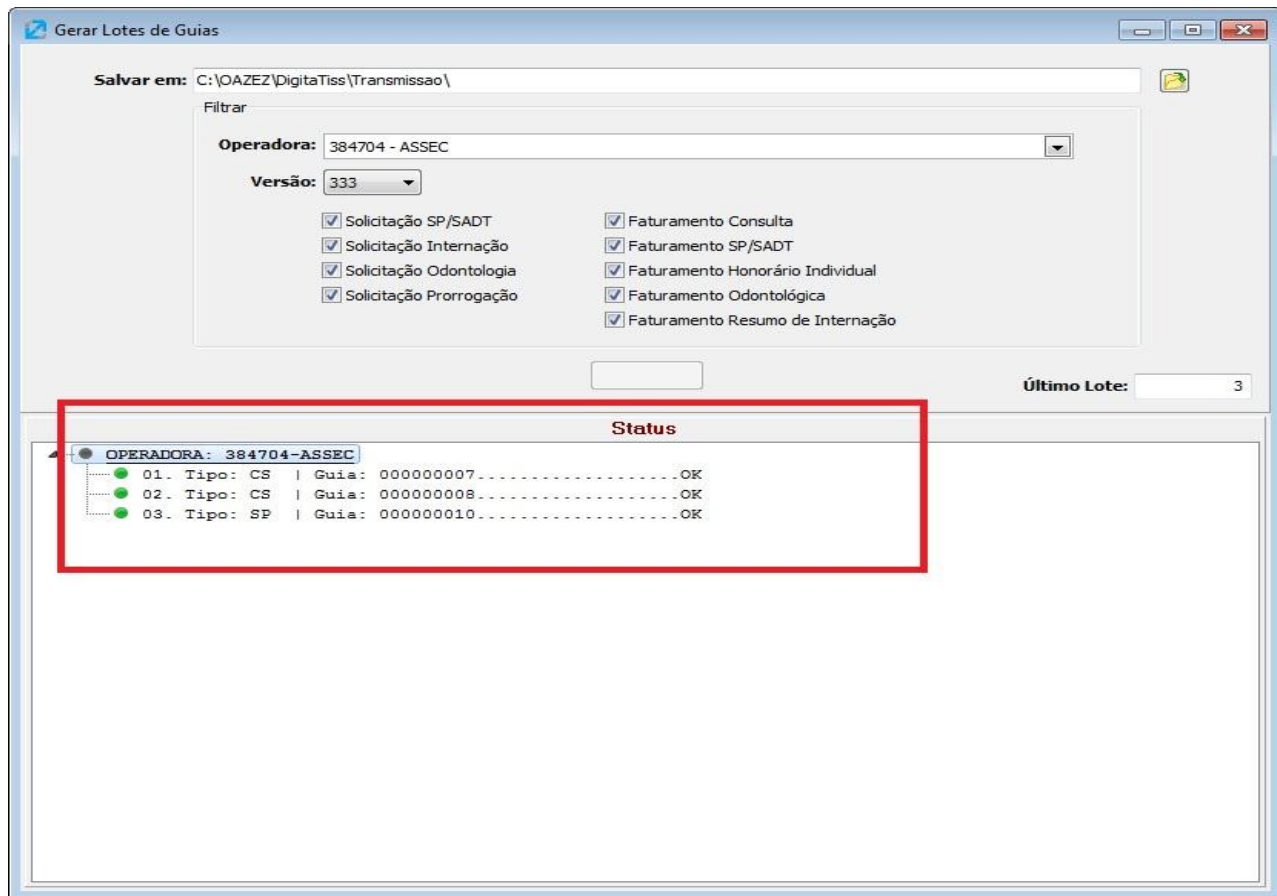 Gerar Lotes de Guias
Salvar em: C:\OAZEZ\DigitaTiss\Transmissao\
Filtrar
Operadora: 384704 - ASSEC
Versão: 333
Solicitação SP/SADT
Faturamento Consulta
Solicitação Internação
Faturamento SP/SADT
Solicitação Odontologia
Faturamento Honorário Individual
Solicitação Prorrogação
Faturamento Odontológica
Faturamento Resumo de Internação
Último Lote: 3
Status
OPERADORA: 384704-ASSEC
01. Tipo: CS | Guia: 000000007...................OK
02. Tipo: CS | Guia: 000000008...................OK
03. Tipo: SP | Guia: 000000010...................OK